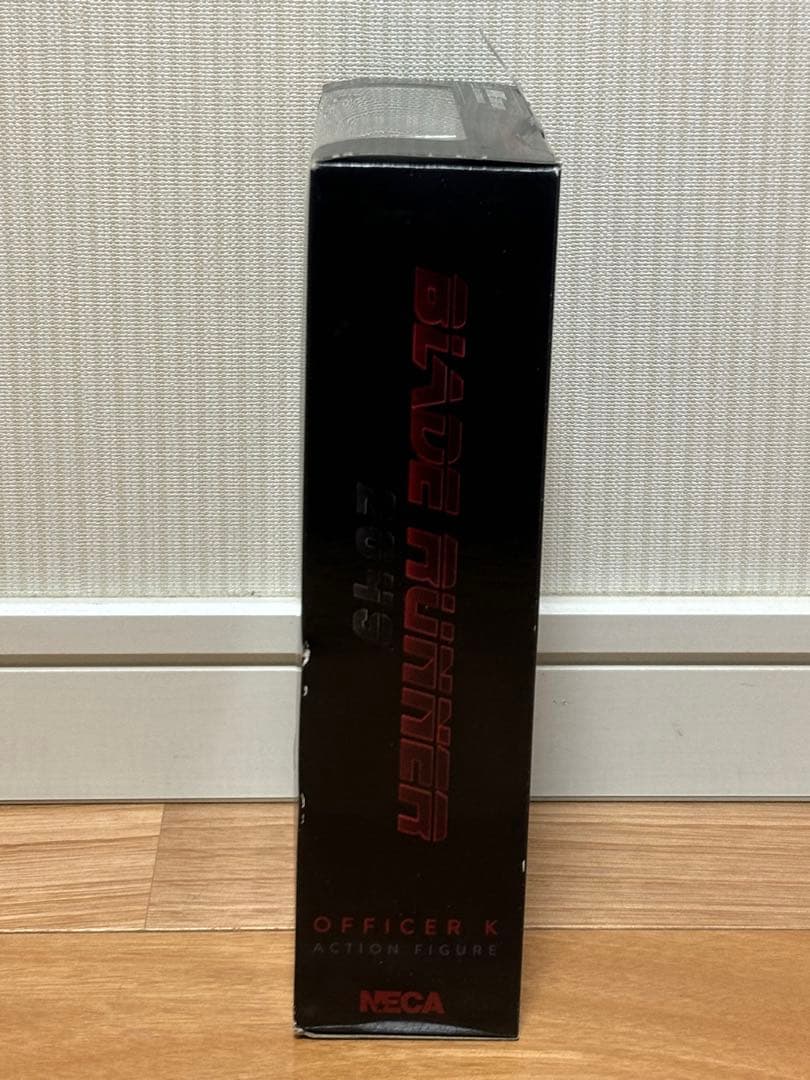 BLADE RUNNER
2049
OFFICER K
ACTION FIGURE
NECA